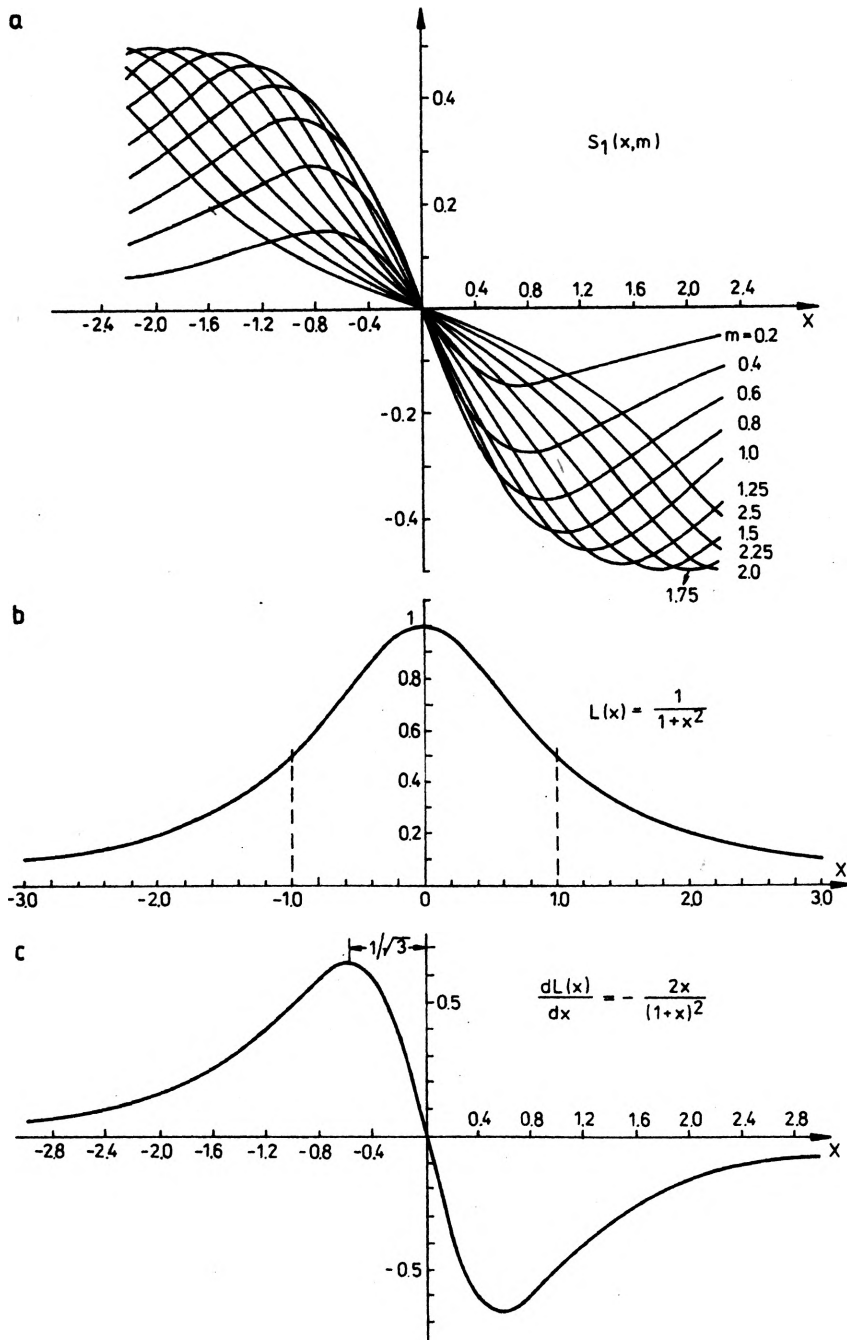 a
0.4
S1(x,m)
0.2
0.4 0.8 1.2 1.6 2.0 2.4
-2.4 -2.0 -1.6 -1.2 -0.8 -0.4
X
m=0.2
0.4
-0.2
0.6
0.8
1.0
-0.4
1.25
2.5
1.5
2.25
2.0
1.75
b
1
0.8
0.6
0.4
0.2
L(x) = 1/(1+x²)
-3.0 -2.0 -1.0 0 1.0 2.0 3.0
X
c
1/√3
0.5
dL(x)/dx = - 2x/(1+x)²
0.4 0.8 1.2 1.6 2.0 2.4 2.8
-2.8 -2.4 -2.0 -1.6 -1.2 -0.8 -0.4 0
X
-0.5